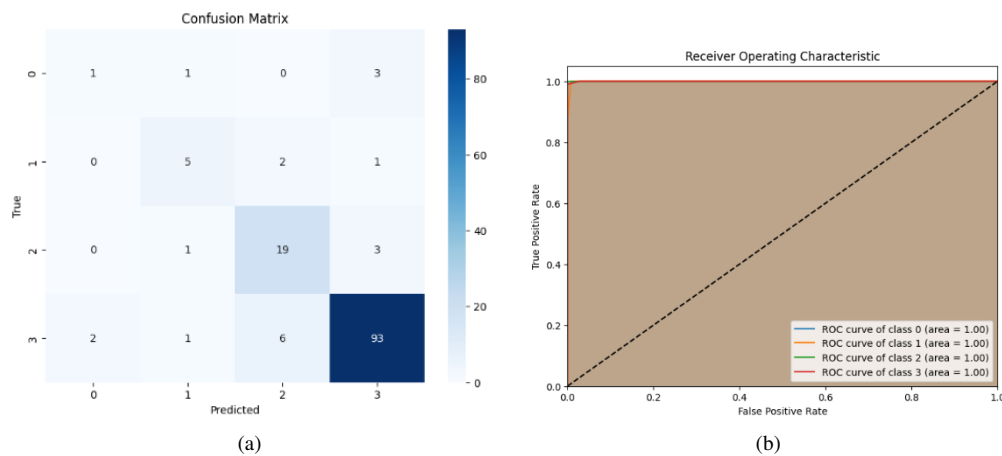 Confusion Matrix
0 1 1 0 3
1 0 5 2 1
2 0 1 19 3
3 2 1 6 93
0 1 2 3
True
Predicted
80
60
40
20
0
(a)
Receiver Operating Characteristic
1.0
0.8
0.6
0.4
0.2
0.0
True Positive Rate
ROC curve of class 0 (area = 1.00)
ROC curve of class 1 (area = 1.00)
ROC curve of class 2 (area = 1.00)
ROC curve of class 3 (area = 1.00)
0.0 0.2 0.4 0.6 0.8 1.0
False Positive Rate
(b)